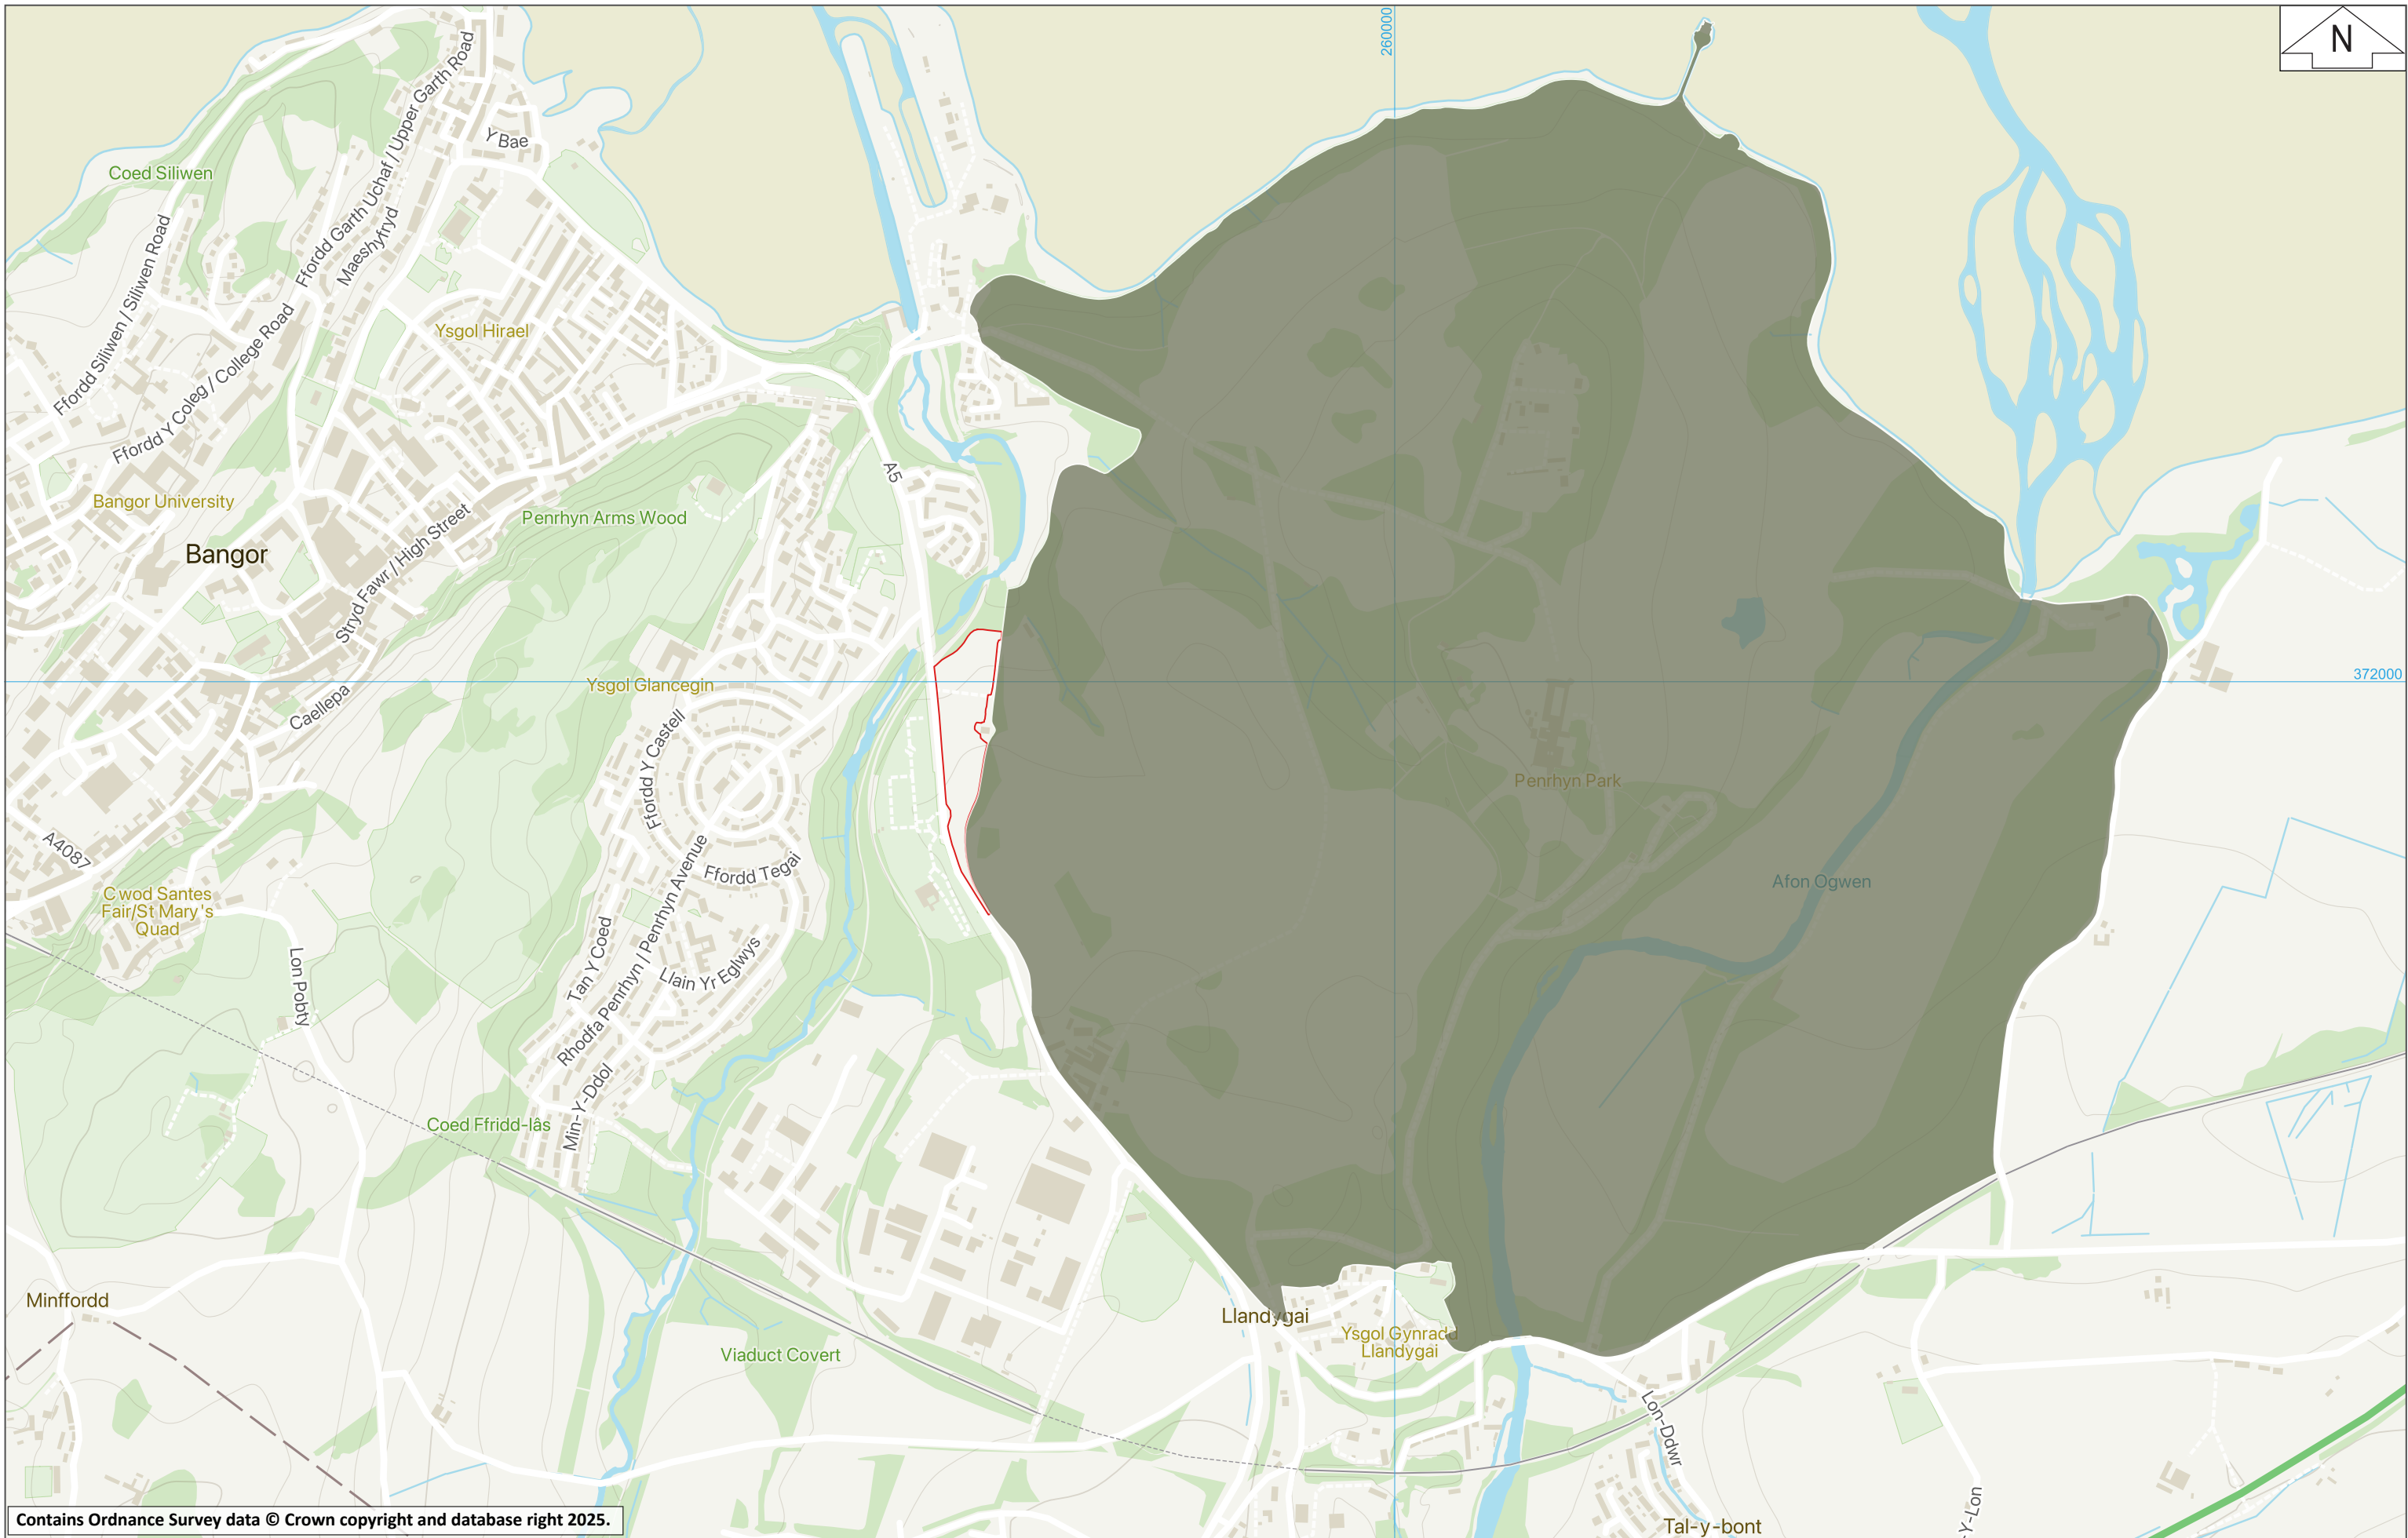 260000
N
Ffordd Garth Uchaf / Upper Garth Road
Y Bae
Coed Siliwen
Maeshyfryd
Ffordd Siliwen / Siliwen Road
Ysgol Hirael
Ffordd Y Coleg / College Road
A5
Bangor University
Penrhyn Arms Wood
Bangor
Stryd Fawr / High Street
372000
Ysgol Glancegin
Caellepa
Ffordd Y Castell
Penrhyn Park
A4087
Ffordd Tegai
Afon Ogwen
Cwod Santes
Fair/St Mary's
Quad
Rhodfa Penrhyn / Penrhyn Avenue
Tan Y Coed
Llain Yr Eglwys
Lon Pobty
Coed Ffridd-lâs
Min-Y-Ddol
Minffordd
Llandygai
Ysgol Gynradd
Llandygai
Viaduct Covert
Lon-Ddwr
-Y-Lon
Contains Ordnance Survey data © Crown copyright and database right 2025.
Tal-y-bont